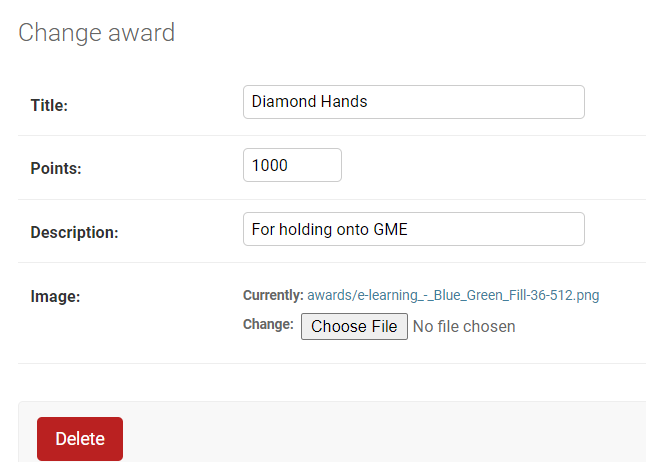 Change award
Title: Diamond Hands
Points: 1000
Description: For holding onto GME
Image: Currently: awards/e-learning_-_Blue_Green_Fill-36-512.png
Change: Choose File No file chosen
Delete